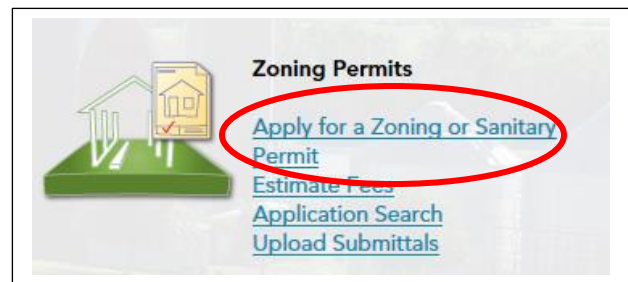 Zoning Permits
Apply for a Zoning or Sanitary
Permit
Estimate Fees
Application Search
Upload Submittals